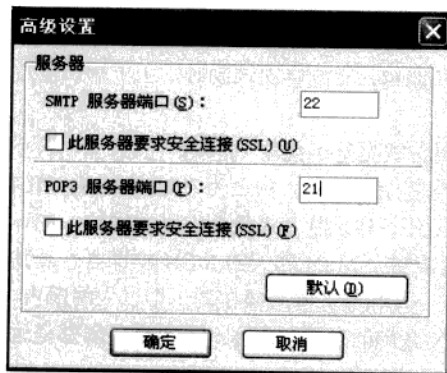 高级设置
服务器
SMTP 服务器端口(S): 22
此服务器要求安全连接(SSL)(U)
POP3 服务器端口(P): 21
此服务器要求安全连接(SSL)(F)
默认(D)
确定 取消